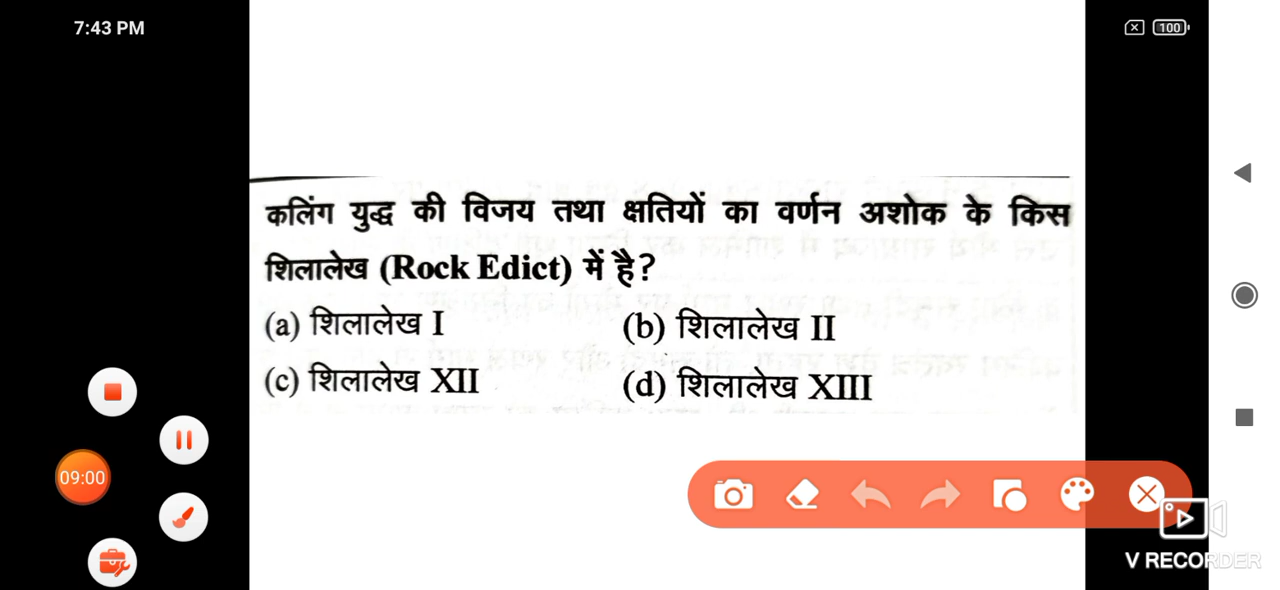 7:43 PM
100
कलिंग युद्ध की विजय तथा क्षतियों का वर्णन अशोक के किस
शिलालेख (Rock Edict) में है?
(a) शिलालेख I
(b) शिलालेख II
(c) शिलालेख XII
(d) शिलालेख XIII
09:00
V RECORDER